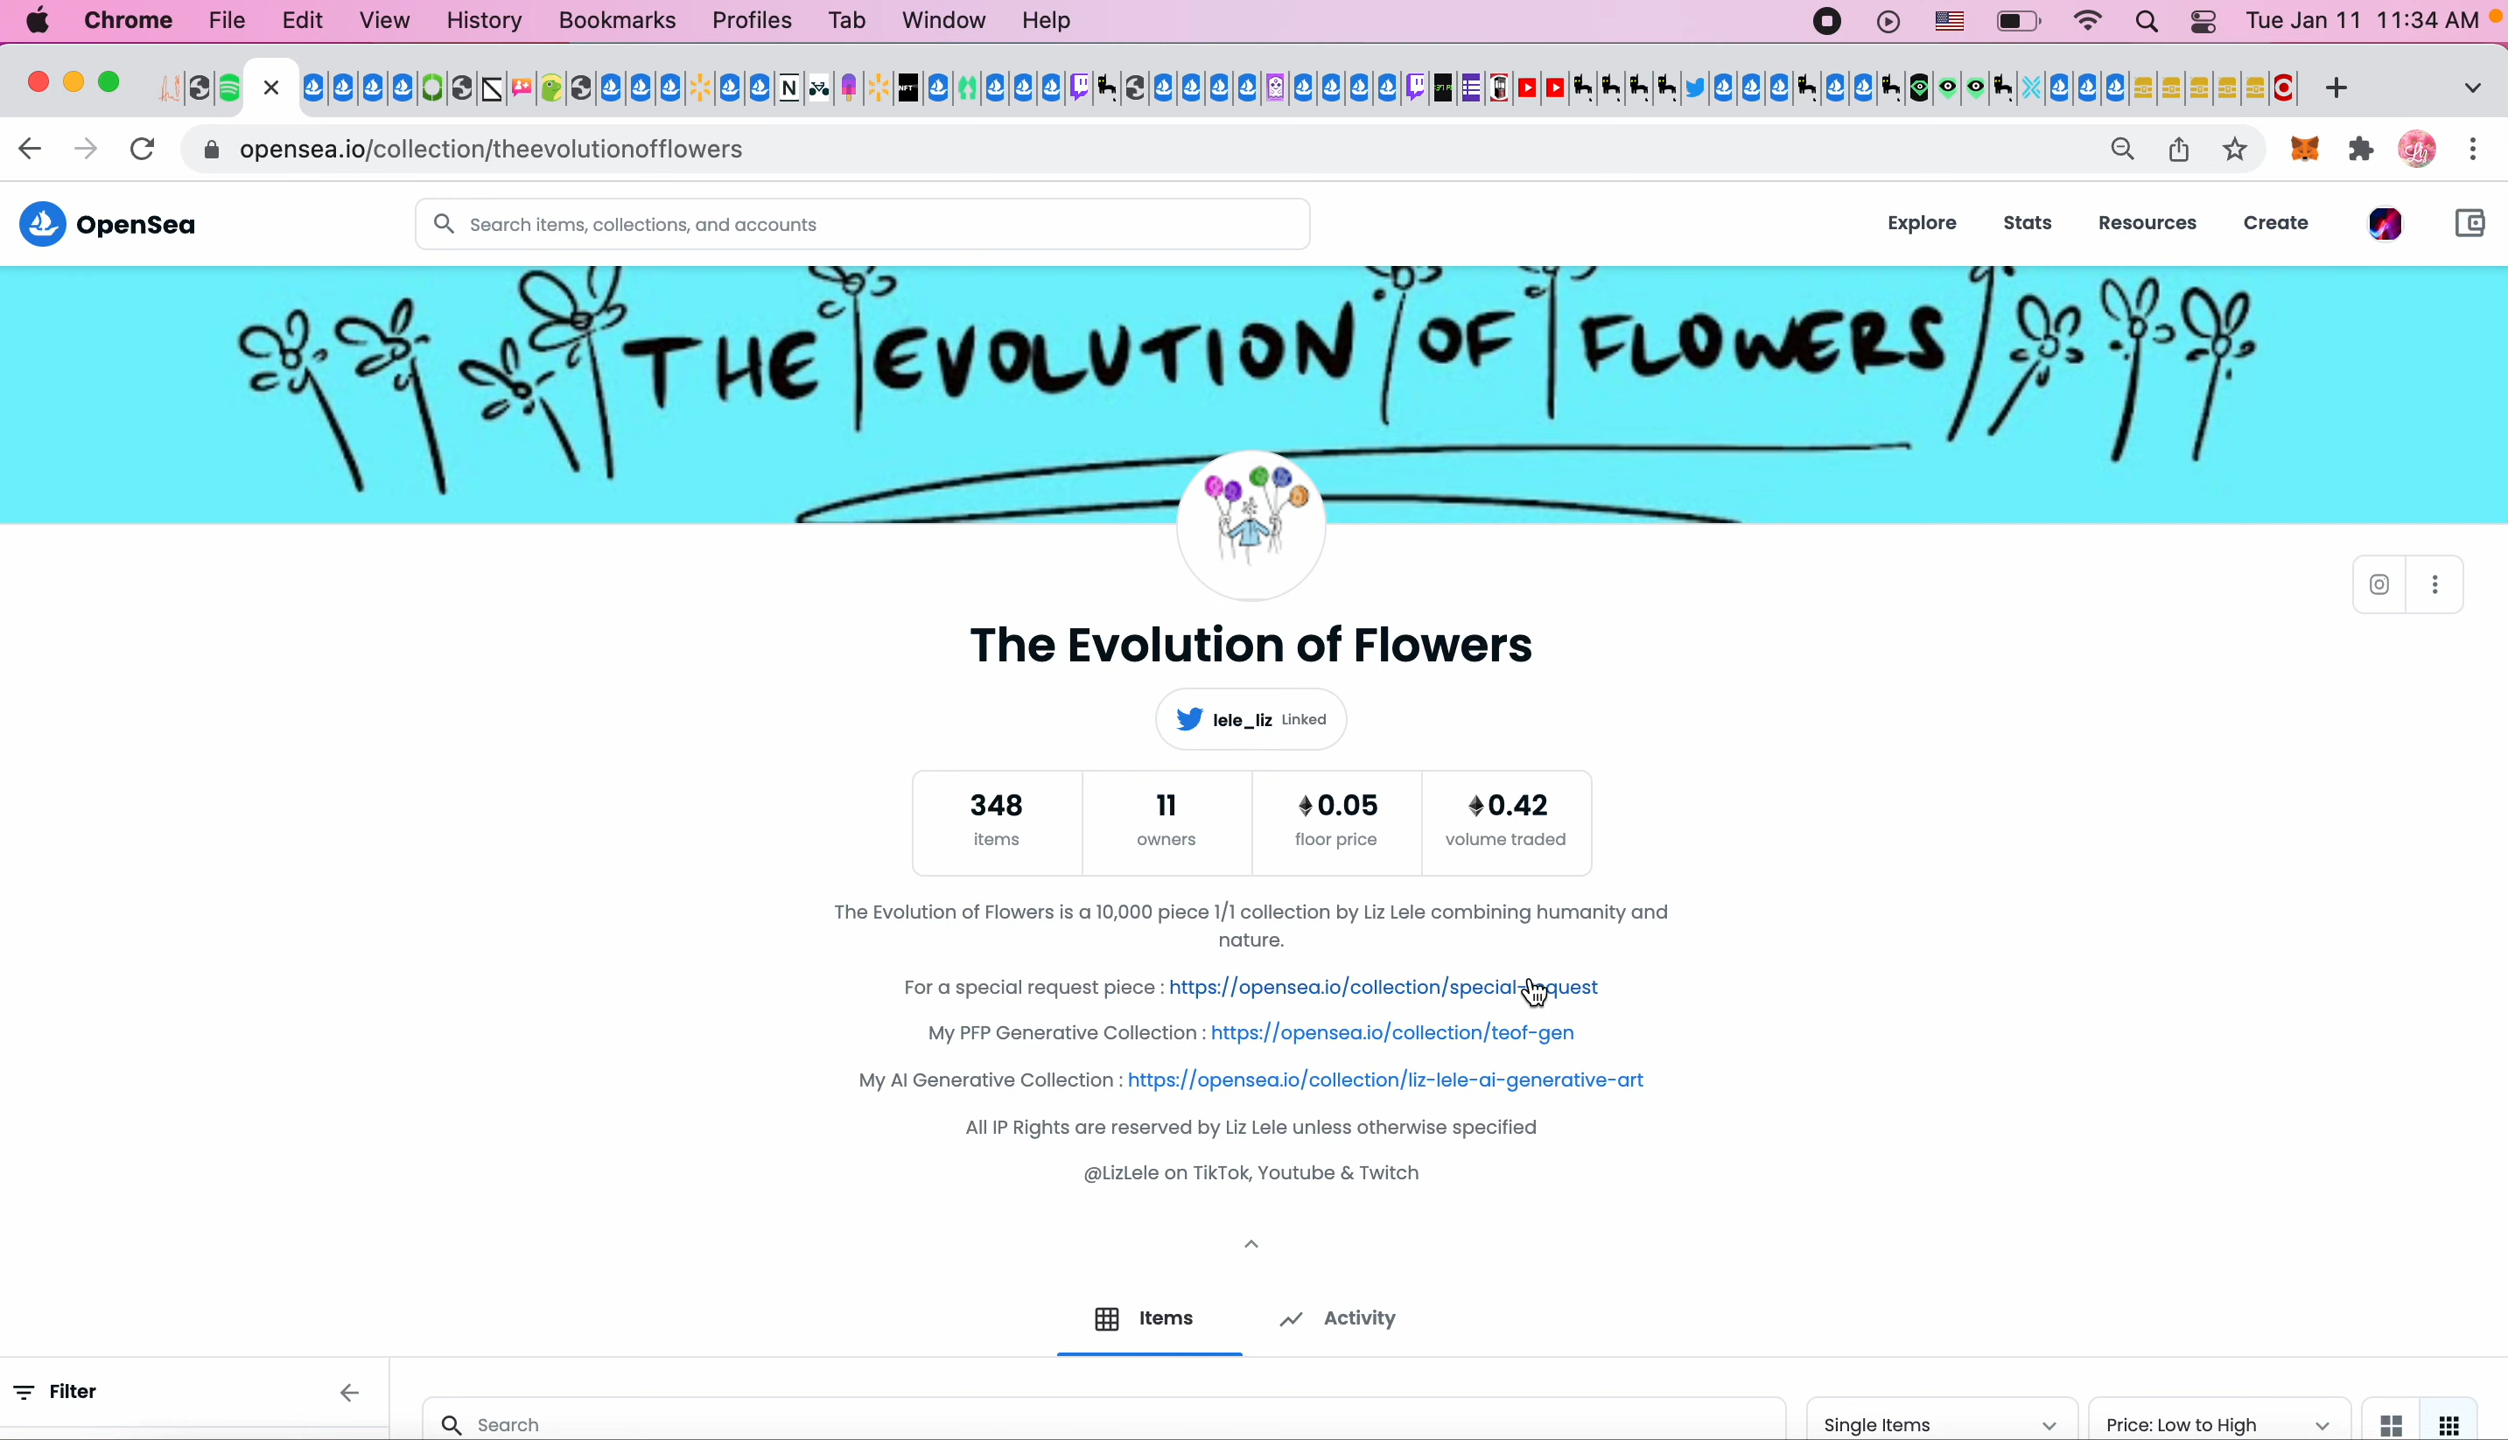 Chrome File Edit View History Bookmarks Profiles Tab Window Help Tue Jan 11 11:34 AM
opensea.io/collection/theevolutionofflowers
OpenSea Search items, collections, and accounts Explore Stats Resources Create
THE EVOLUTION OF FLOWERS
The Evolution of Flowers
lele_liz Linked
348 11 0.05 0.42
items owners floor price volume traded
The Evolution of Flowers is a 10,000 piece 1/1 collection by Liz Lele combining humanity and
nature.
For a special request piece : https://opensea.io/collection/special-request
My PFP Generative Collection : https://opensea.io/collection/teof-gen
My AI Generative Collection : https://opensea.io/collection/liz-lele-ai-generative-art
All IP Rights are reserved by Liz Lele unless otherwise specified
@LizLele on TikTok, Youtube & Twitch
Items Activity
Filter
Search Single Items Price: Low to High